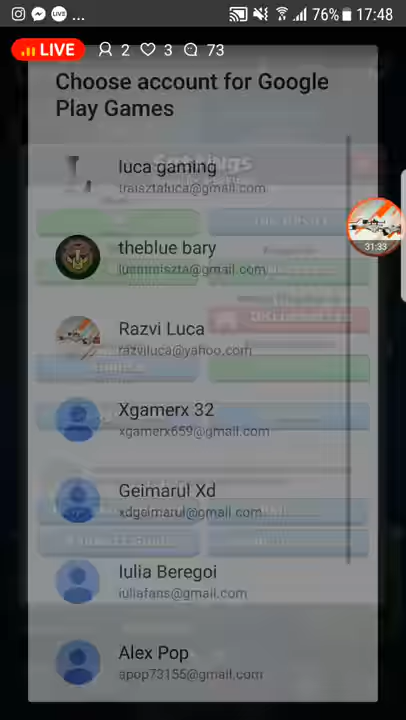 LIVE
...
76%
17:48
LIVE 2 3 73
Choose account for Google
Play Games
luca gaming
traisztaluca@gmail.com
Settings
theblue bary
Razvi Luca
razviluca@yahoo.com
31:33
Xgamerx 32
xgamerx659@gmail.com
Geimarul Xd
xdgeimarul@gmail.com
Iulia Beregoi
iuliafans@gmail.com
Alex Pop
apop73155@gmail.com